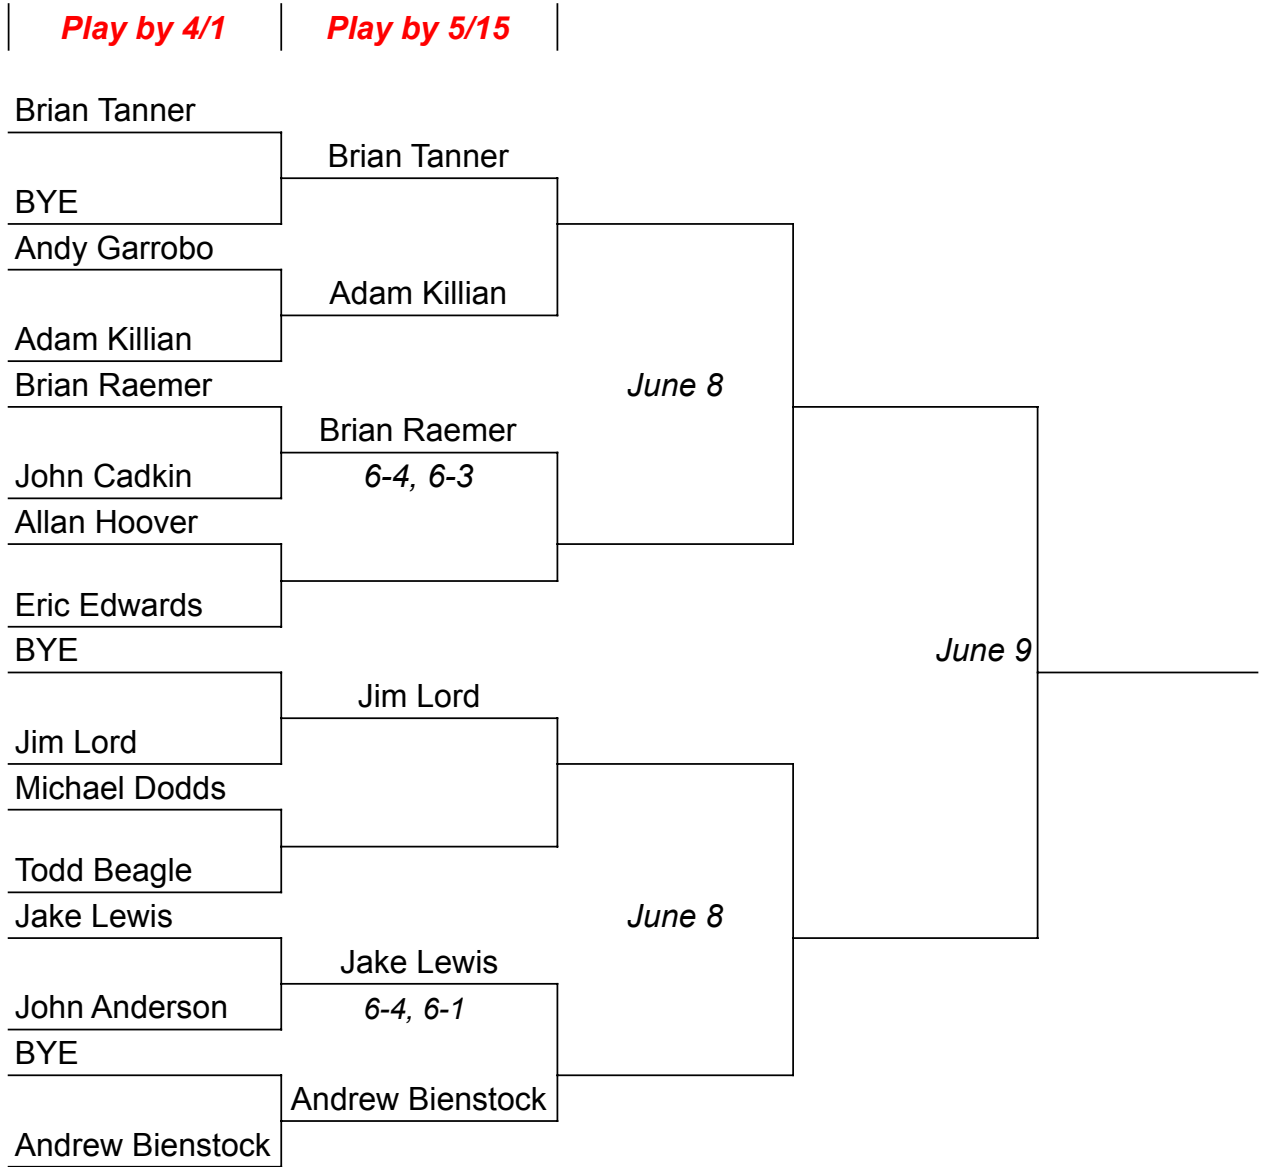 Play by 4/1
Play by 5/15
Brian Tanner
Brian Tanner
BYE
Andy Garrobo
Adam Killian
Adam Killian
Brian Raemer
June 8
Brian Raemer
John Cadkin
6-4, 6-3
Allan Hoover
Eric Edwards
BYE
June 9
Jim Lord
Jim Lord
Michael Dodds
Todd Beagle
Jake Lewis
June 8
Jake Lewis
John Anderson
6-4, 6-1
BYE
Andrew Bienstock
Andrew Bienstock